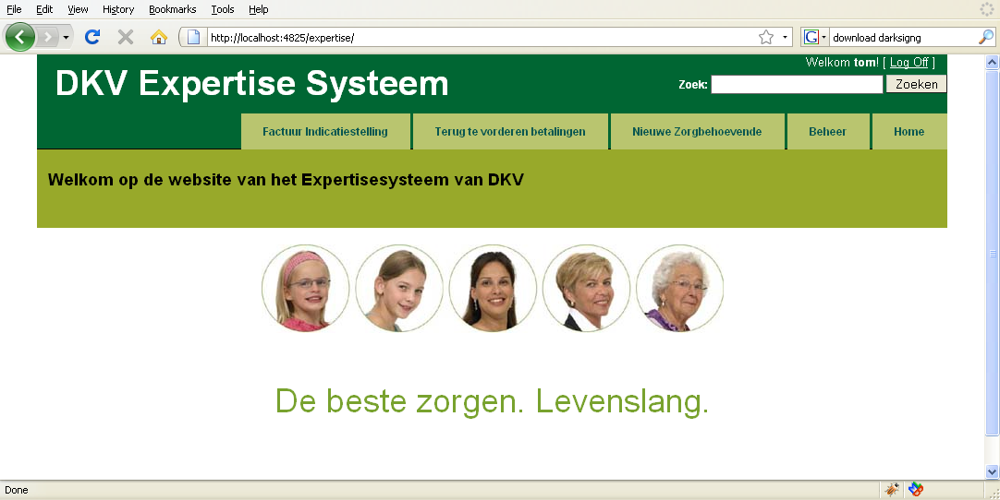 File Edit View History Bookmarks Tools Help
http://localhost:4825/expertise/
G download darksigng
Welkom tom! [ Log Off ]
DKV Expertise Systeem
Zoek: Zoeken
Factuur Indicatiestelling Terug te vorderen betalingen Nieuwe Zorgbehoevende Beheer Home
Welkom op de website van het Expertisesysteem van DKV
De beste zorgen. Levenslang.
Done